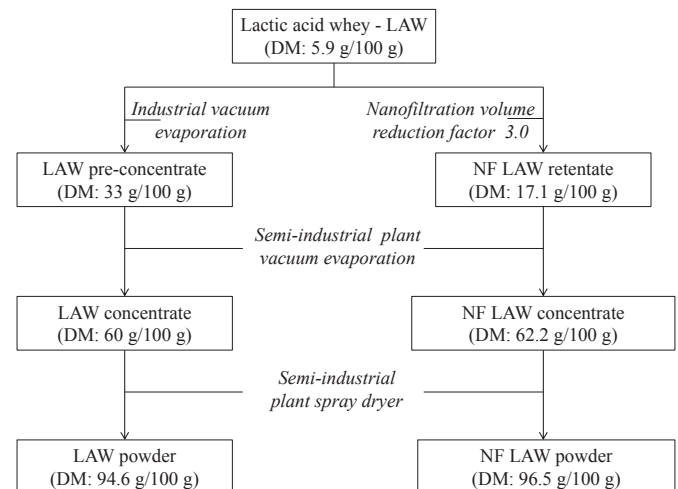 Lactic acid whey - LAW
(DM: 5.9 g/100 g)
Industrial vacuum
evaporation
Nanofiltration volume
reduction factor 3.0
LAW pre-concentrate
(DM: 33 g/100 g)
NF LAW retentate
(DM: 17.1 g/100 g)
Semi-industrial plant
vacuum evaporation
LAW concentrate
(DM: 60 g/100 g)
NF LAW concentrate
(DM: 62.2 g/100 g)
Semi-industrial
plant spray dryer
LAW powder
(DM: 94.6 g/100 g)
NF LAW powder
(DM: 96.5 g/100 g)